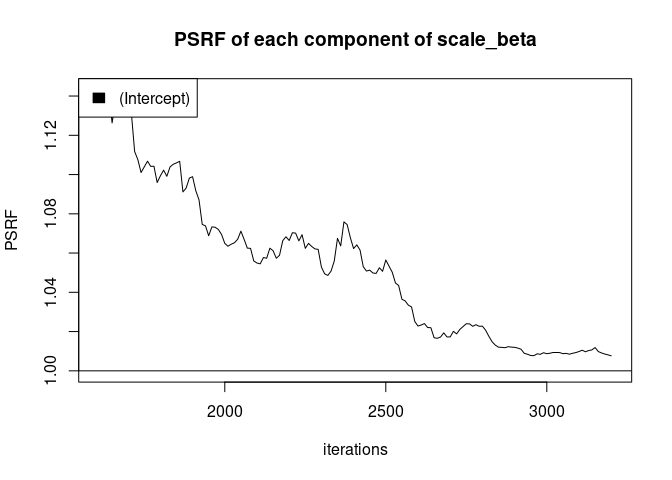 PSRF of each component of scale_beta
(Intercept)
PSRF
1.12
1.08
1.04
1.00
2000 2500 3000
iterations